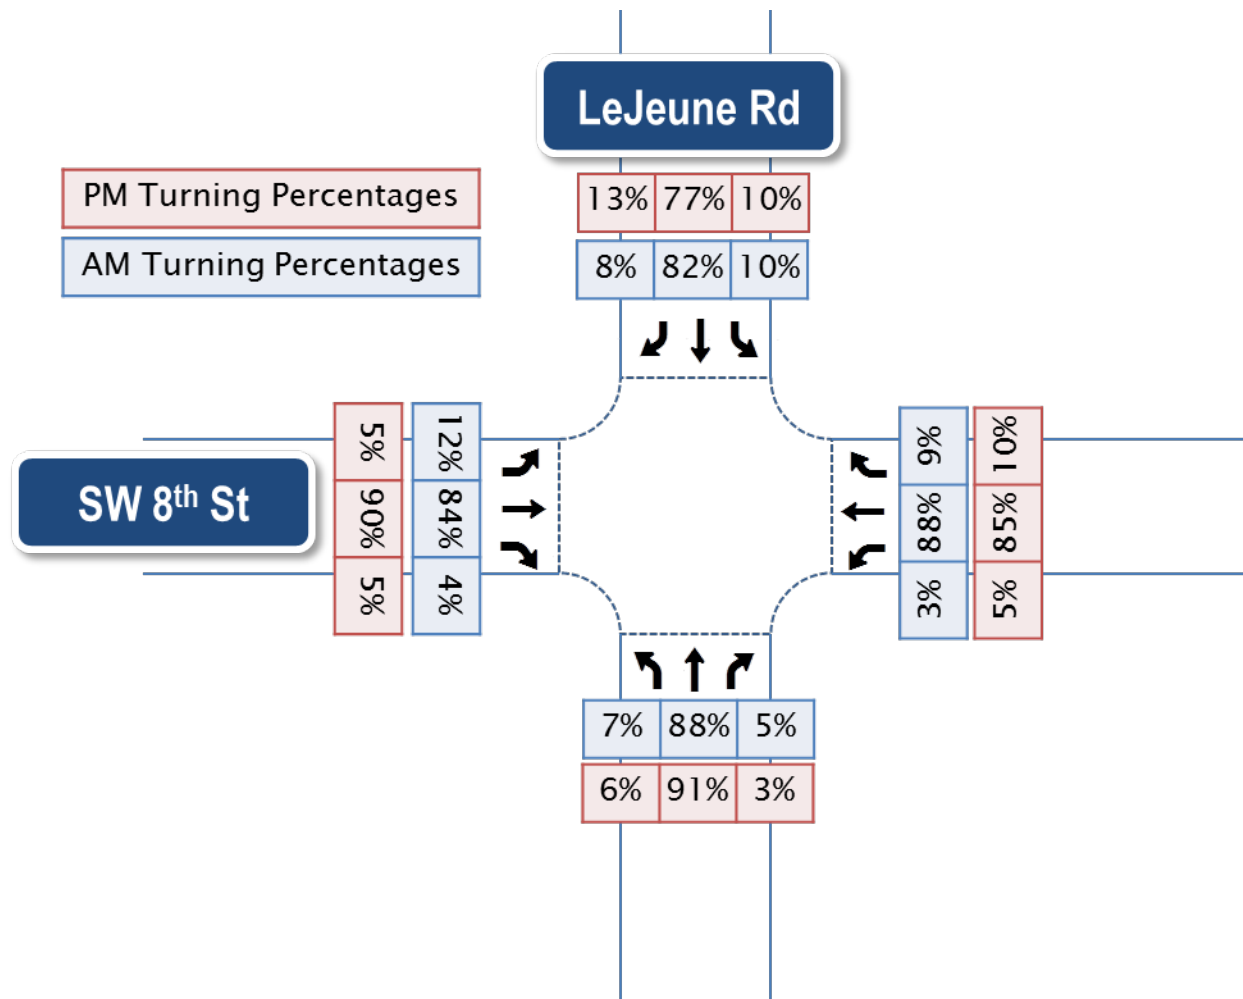 LeJeune Rd
PM Turning Percentages
13% 77% 10%
AM Turning Percentages
8% 82% 10%
SW 8th St
5% 90% 5%
12% 84% 4%
9% 88% 3%
10% 85% 5%
7% 88% 5%
6% 91% 3%